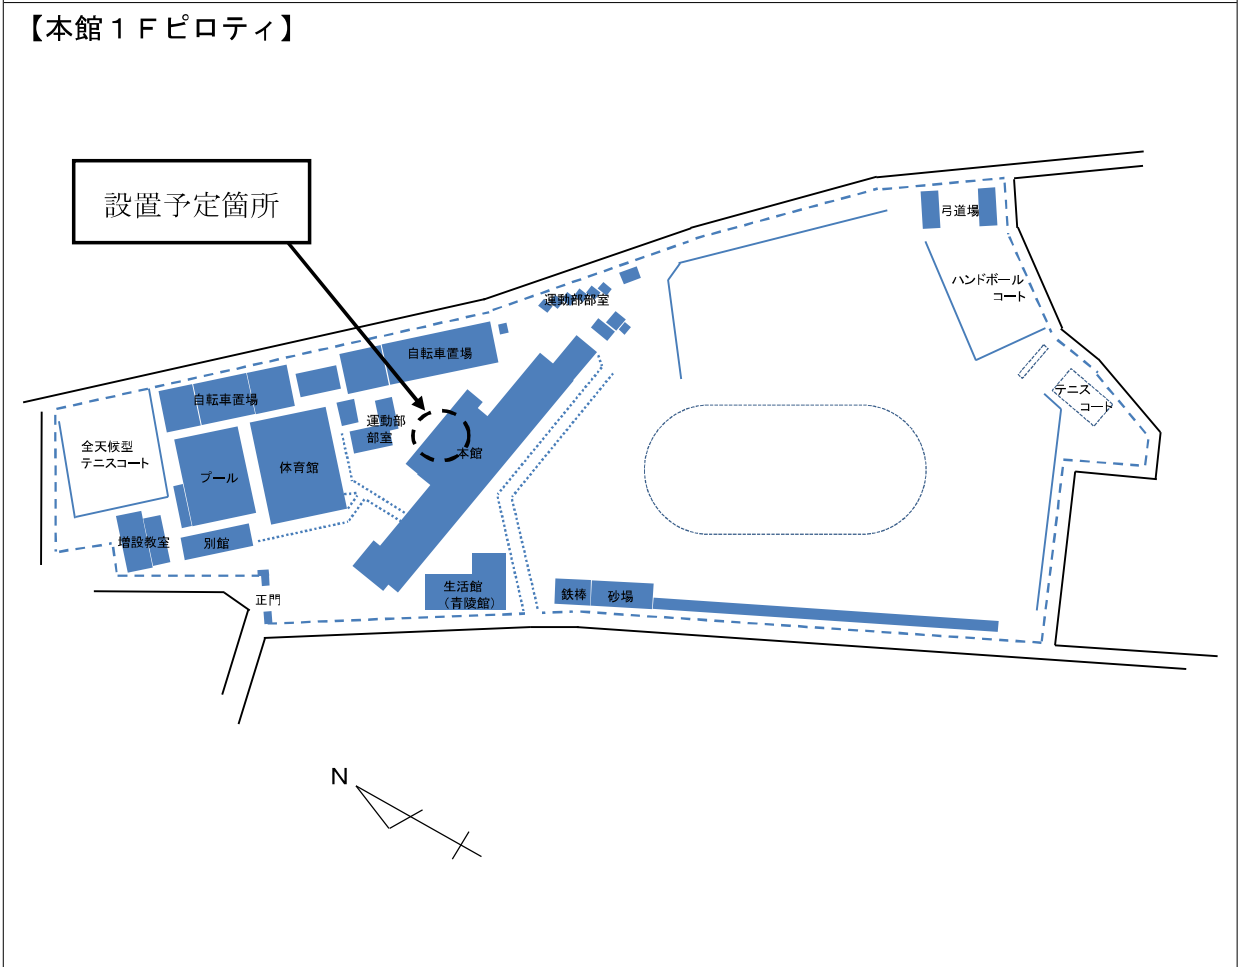 【本館１Ｆピロティ】
設置予定箇所
弓道場
ハンドボール
コート
運動部部室
自転車置場
自転車置場
テニス
コート
運動部
部室
全天候型
テニスコート
プール
体育館
本館
増設教室
別館
生活館
（青陵館）
正門
鉄棒
砂場
N